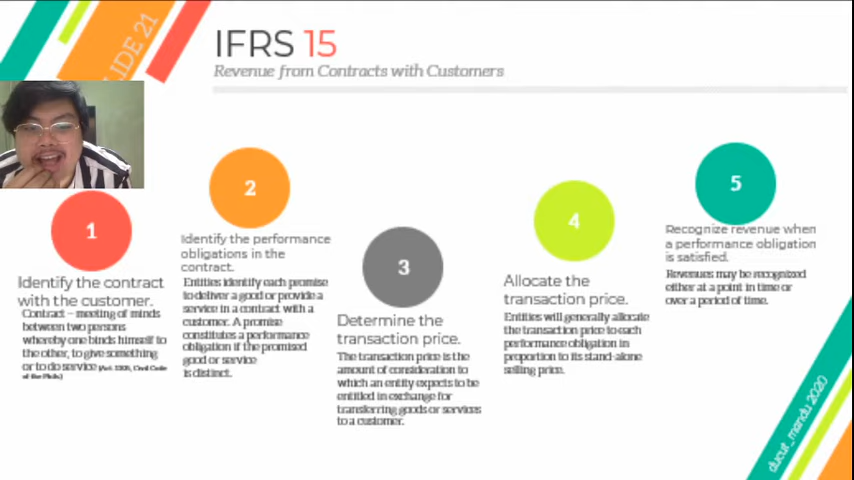 SLIDE 21
IFRS 15
Revenue from Contracts with Customers
1
Identify the contract
with the customer.
Contract – meeting of minds
between two persons
whereby one binds himself to
the other, to give something
or to do service (Art. 1305, Civil Code
of the Phils.)
2
Identify the performance
obligations in the
contract.
Entities identify each promise
to deliver a good or provide a
service in a contract with a
customer. A promise
constitutes a performance
obligation if the promised
good or service
is distinct.
3
Determine the
transaction price.
The transaction price is the
amount of consideration to
which an entity expects to be
entitled in exchange for
transferring goods or services
to a customer.
4
Allocate the
transaction price.
Entities will generally allocate
the transaction price to each
performance obligation in
proportion to its stand-alone
selling price.
5
Recognize revenue when
a performance obligation
is satisfied.
Revenues may be recognized
either at a point in time or
over a period of time.
ducut_mandu 2020